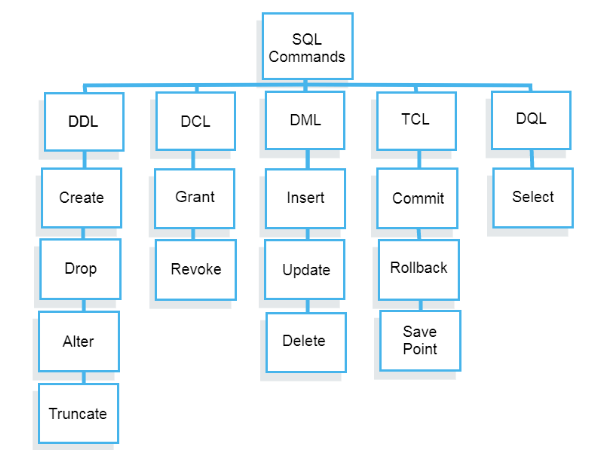 SQL
Commands
DDL
DCL
DML
TCL
DQL
Create
Grant
Insert
Commit
Select
Drop
Revoke
Update
Rollback
Alter
Delete
Save
Point
Truncate